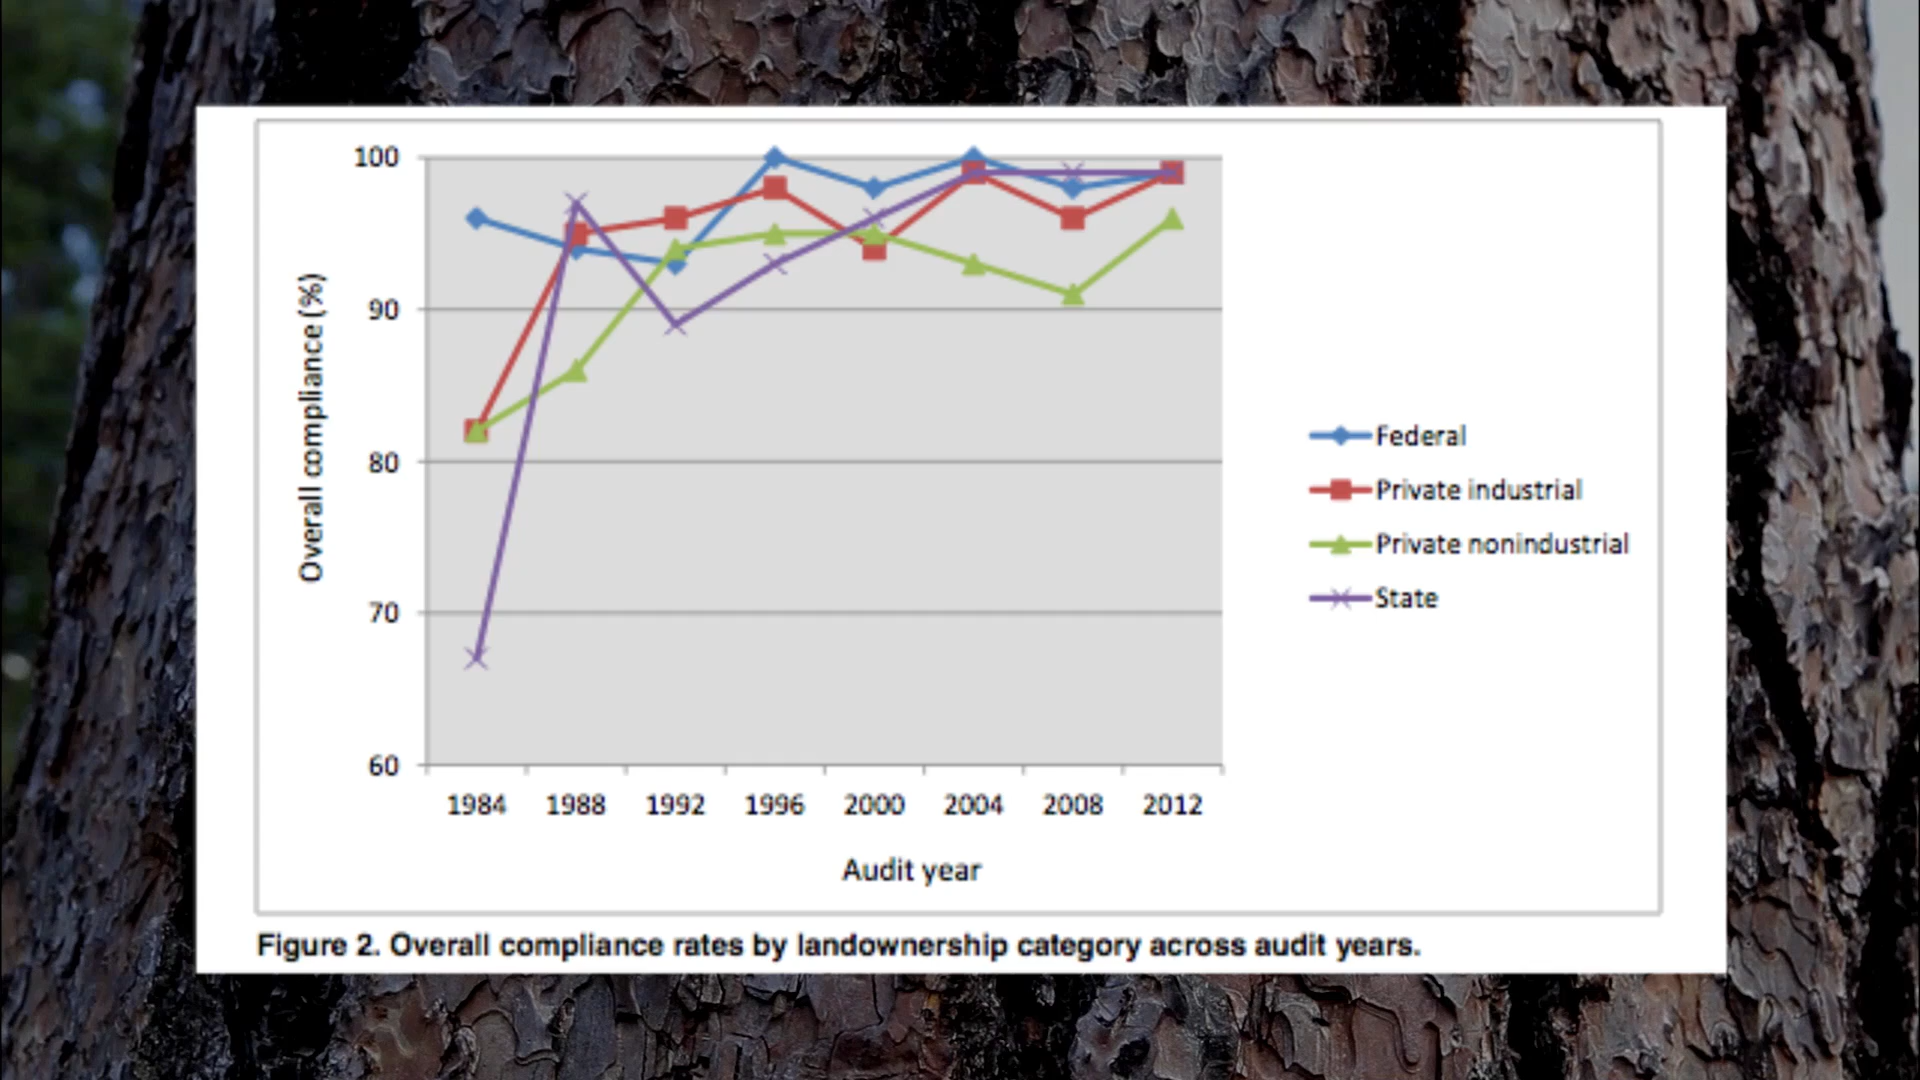 100
90
80
70
60
Overall compliance (%)
1984 1988 1992 1996 2000 2004 2008 2012
Audit year
Federal
Private industrial
Private nonindustrial
State
Figure 2. Overall compliance rates by landownership category across audit years.